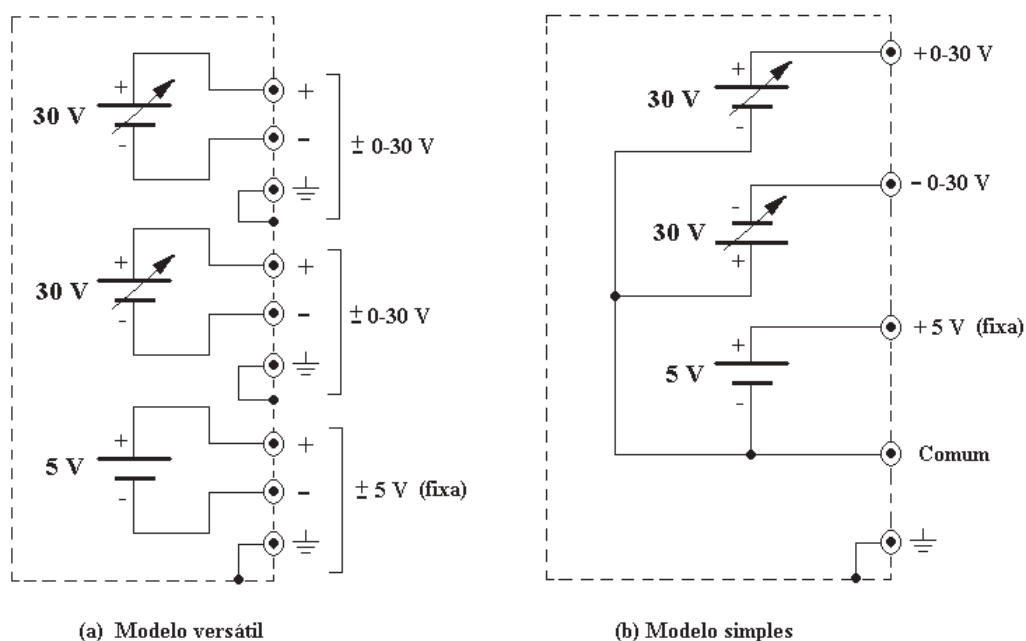 30 V
+
-
+
-
± 0-30 V
30 V
+
-
+
-
± 0-30 V
5 V
+
-
+
-
± 5 V (fixa)
(a) Modelo versátil
30 V
+
-
+ 0-30 V
30 V
-
+
- 0-30 V
5 V
+
-
+ 5 V (fixa)
Comum
(b) Modelo simples